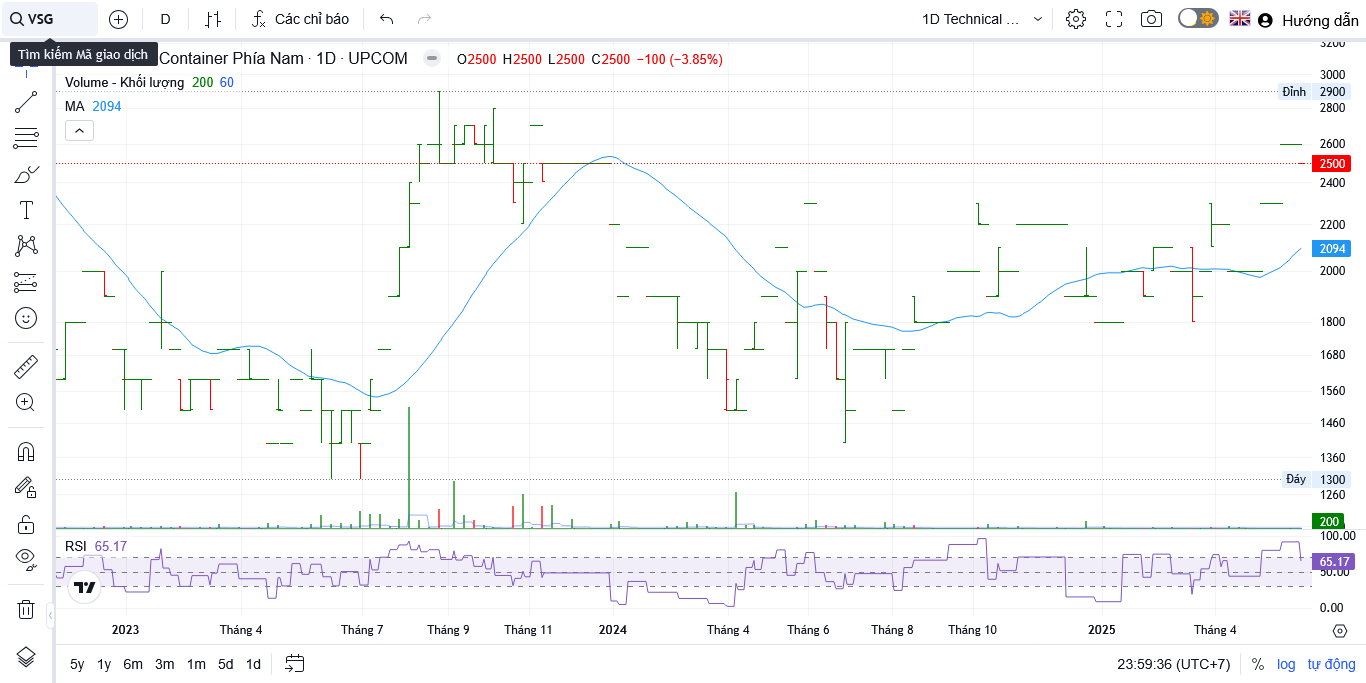 VSG
D
Các chỉ báo
1D Technical ...
Hướng dẫn
Tìm kiếm Mã giao dịch
Container Phía Nam · 1D · UPCOM
O2500 H2500 L2500 C2500 −100 (−3.85%)
Volume - Khối lượng 200 60
MA 2094
3200
3000
Đỉnh 2900
2800
2600
2500
2400
2200
2094
2000
1800
1680
1560
1460
1360
Đáy 1300
1260
200
RSI 65.17
100.00
65.17
50.00
0.00
2023 Tháng 4 Tháng 7 Tháng 9 Tháng 11 2024 Tháng 4 Tháng 6 Tháng 8 Tháng 10 2025 Tháng 4
5y 1y 6m 3m 1m 5d 1d
23:59:36 (UTC+7) % log tự động